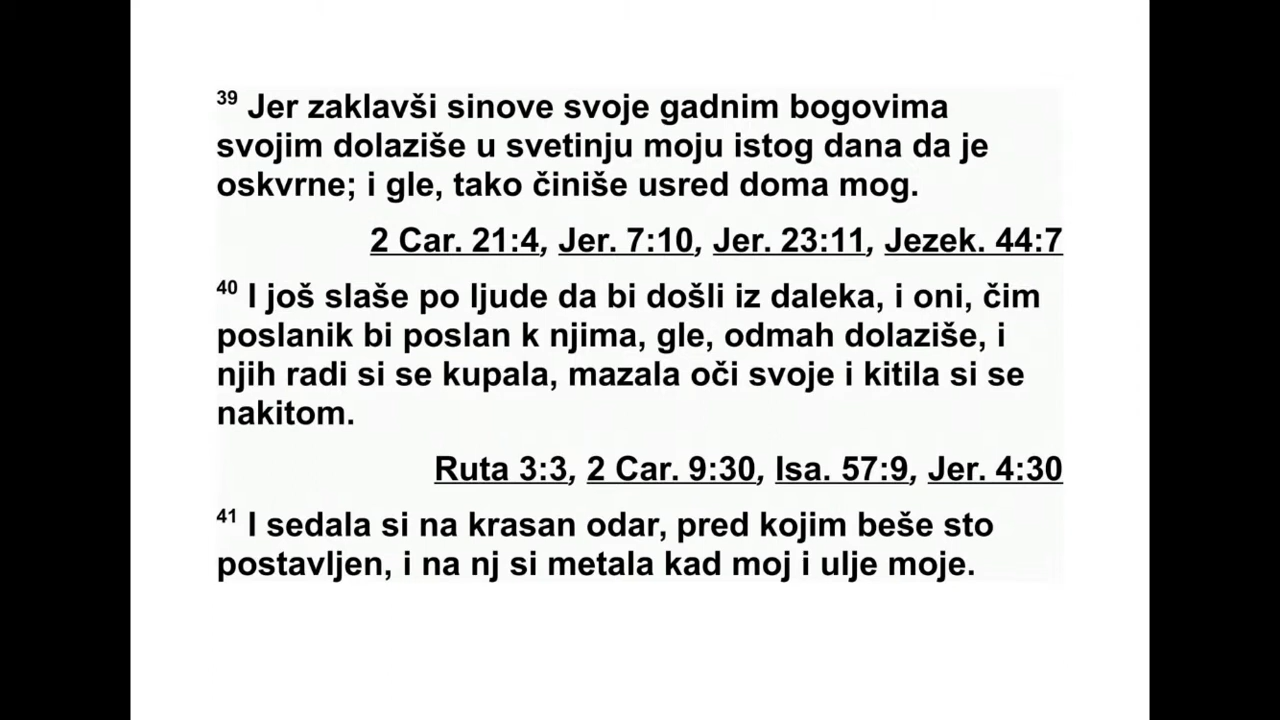 39 Jer zaklavši sinove svoje gadnim bogovima
svojim dolaziše u svetinju moju istog dana da je
oskvrne; i gle, tako činiše usred doma mog.
2 Car. 21:4, Jer. 7:10, Jer. 23:11, Jezek. 44:7
40 I još slaše po ljude da bi došli iz daleka, i oni, čim
poslanik bi poslan k njima, gle, odmah dolaziše, i
njih radi si se kupala, mazala oči svoje i kitila si se
nakitom.
Ruta 3:3, 2 Car. 9:30, Isa. 57:9, Jer. 4:30
41 I sedala si na krasan odar, pred kojim beše sto
postavljen, i na nj si metala kad moj i ulje moje.